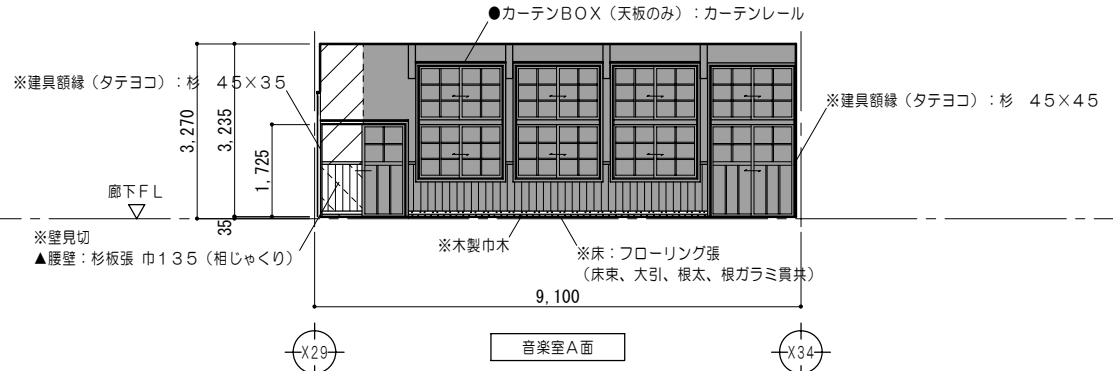 ●カーテンＢＯＸ（天板のみ）：カーテンレール
※建具額縁（タテヨコ）：杉　４５×３５
※建具額縁（タテヨコ）：杉　４５×４５
3,270
3,235
1,725
35
廊下ＦＬ
※壁見切
▲腰壁：杉板張 巾１３５（相じゃくり）
※木製巾木
※床：フローリング張
（床束、大引、根太、根ガラミ貫共）
9,100
X29
音楽室Ａ面
X34